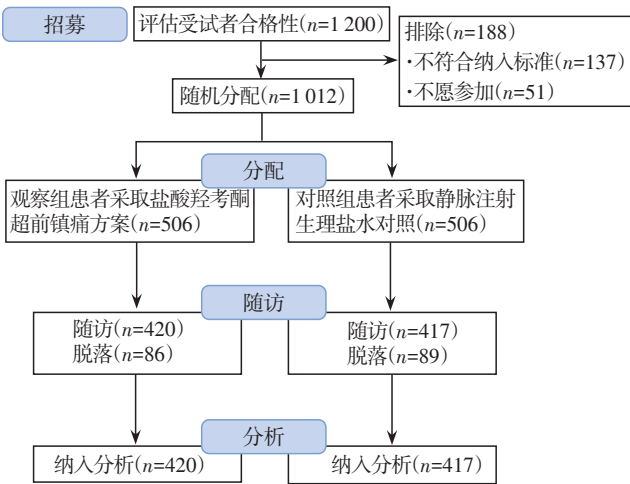 招募
评估受试者合格性(n=1 200)
排除(n=188)
·不符合纳入标准(n=137)
·不愿参加(n=51)
随机分配(n=1 012)
分配
观察组患者采取盐酸羟考酮
超前镇痛方案(n=506)
对照组患者采取静脉注射
生理盐水对照(n=506)
随访
随访(n=420)
脱落(n=86)
随访(n=417)
脱落(n=89)
分析
纳入分析(n=420)
纳入分析(n=417)